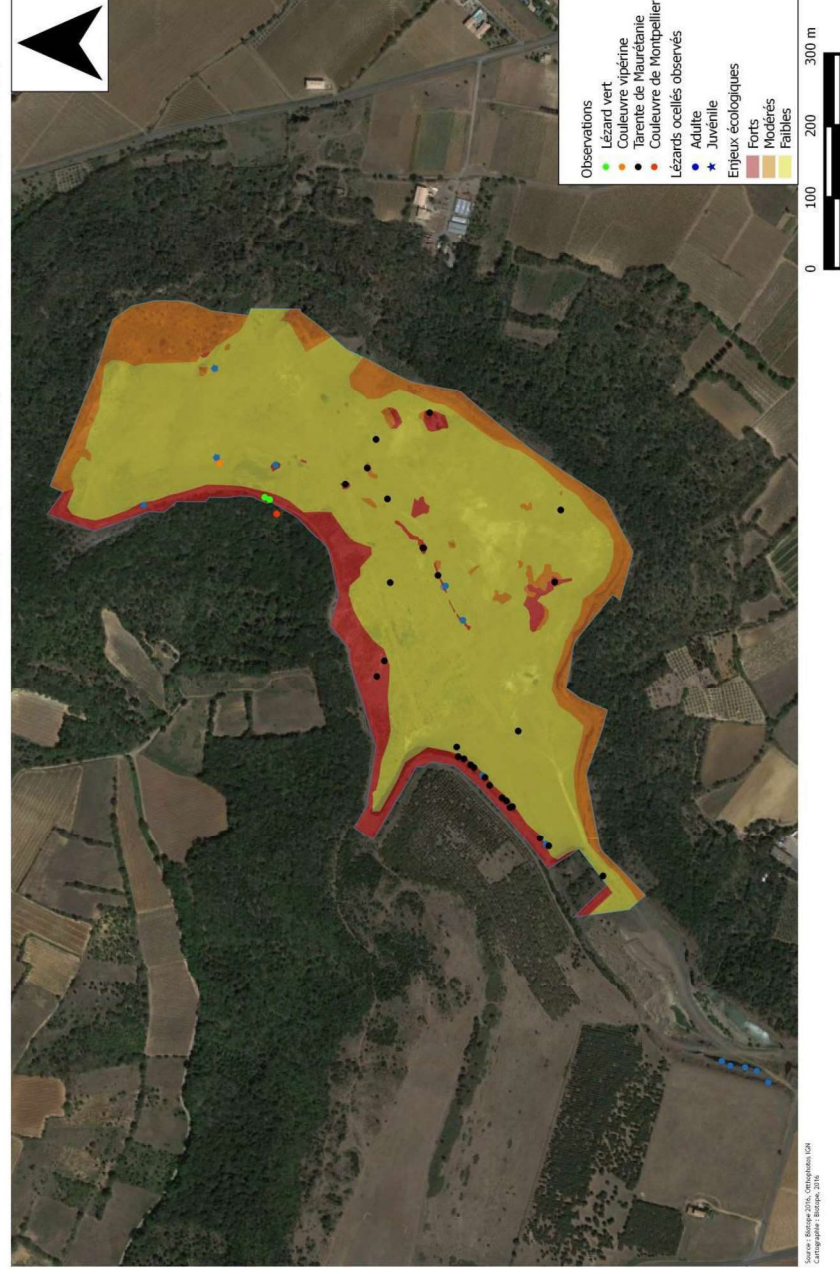 Observations
Lézard vert
Couleuvre vipérine
Tarente de Maurétanie
Couleuvre de Montpellier
Lézards ocellés observés
Adulte
Juvénile
Enjeux écologiques
Forts
Modérés
Faibles
0 100 200 300 m
Source : Biotope 2016, Orthophotos IGN
Cartographie : Biotope, 2016